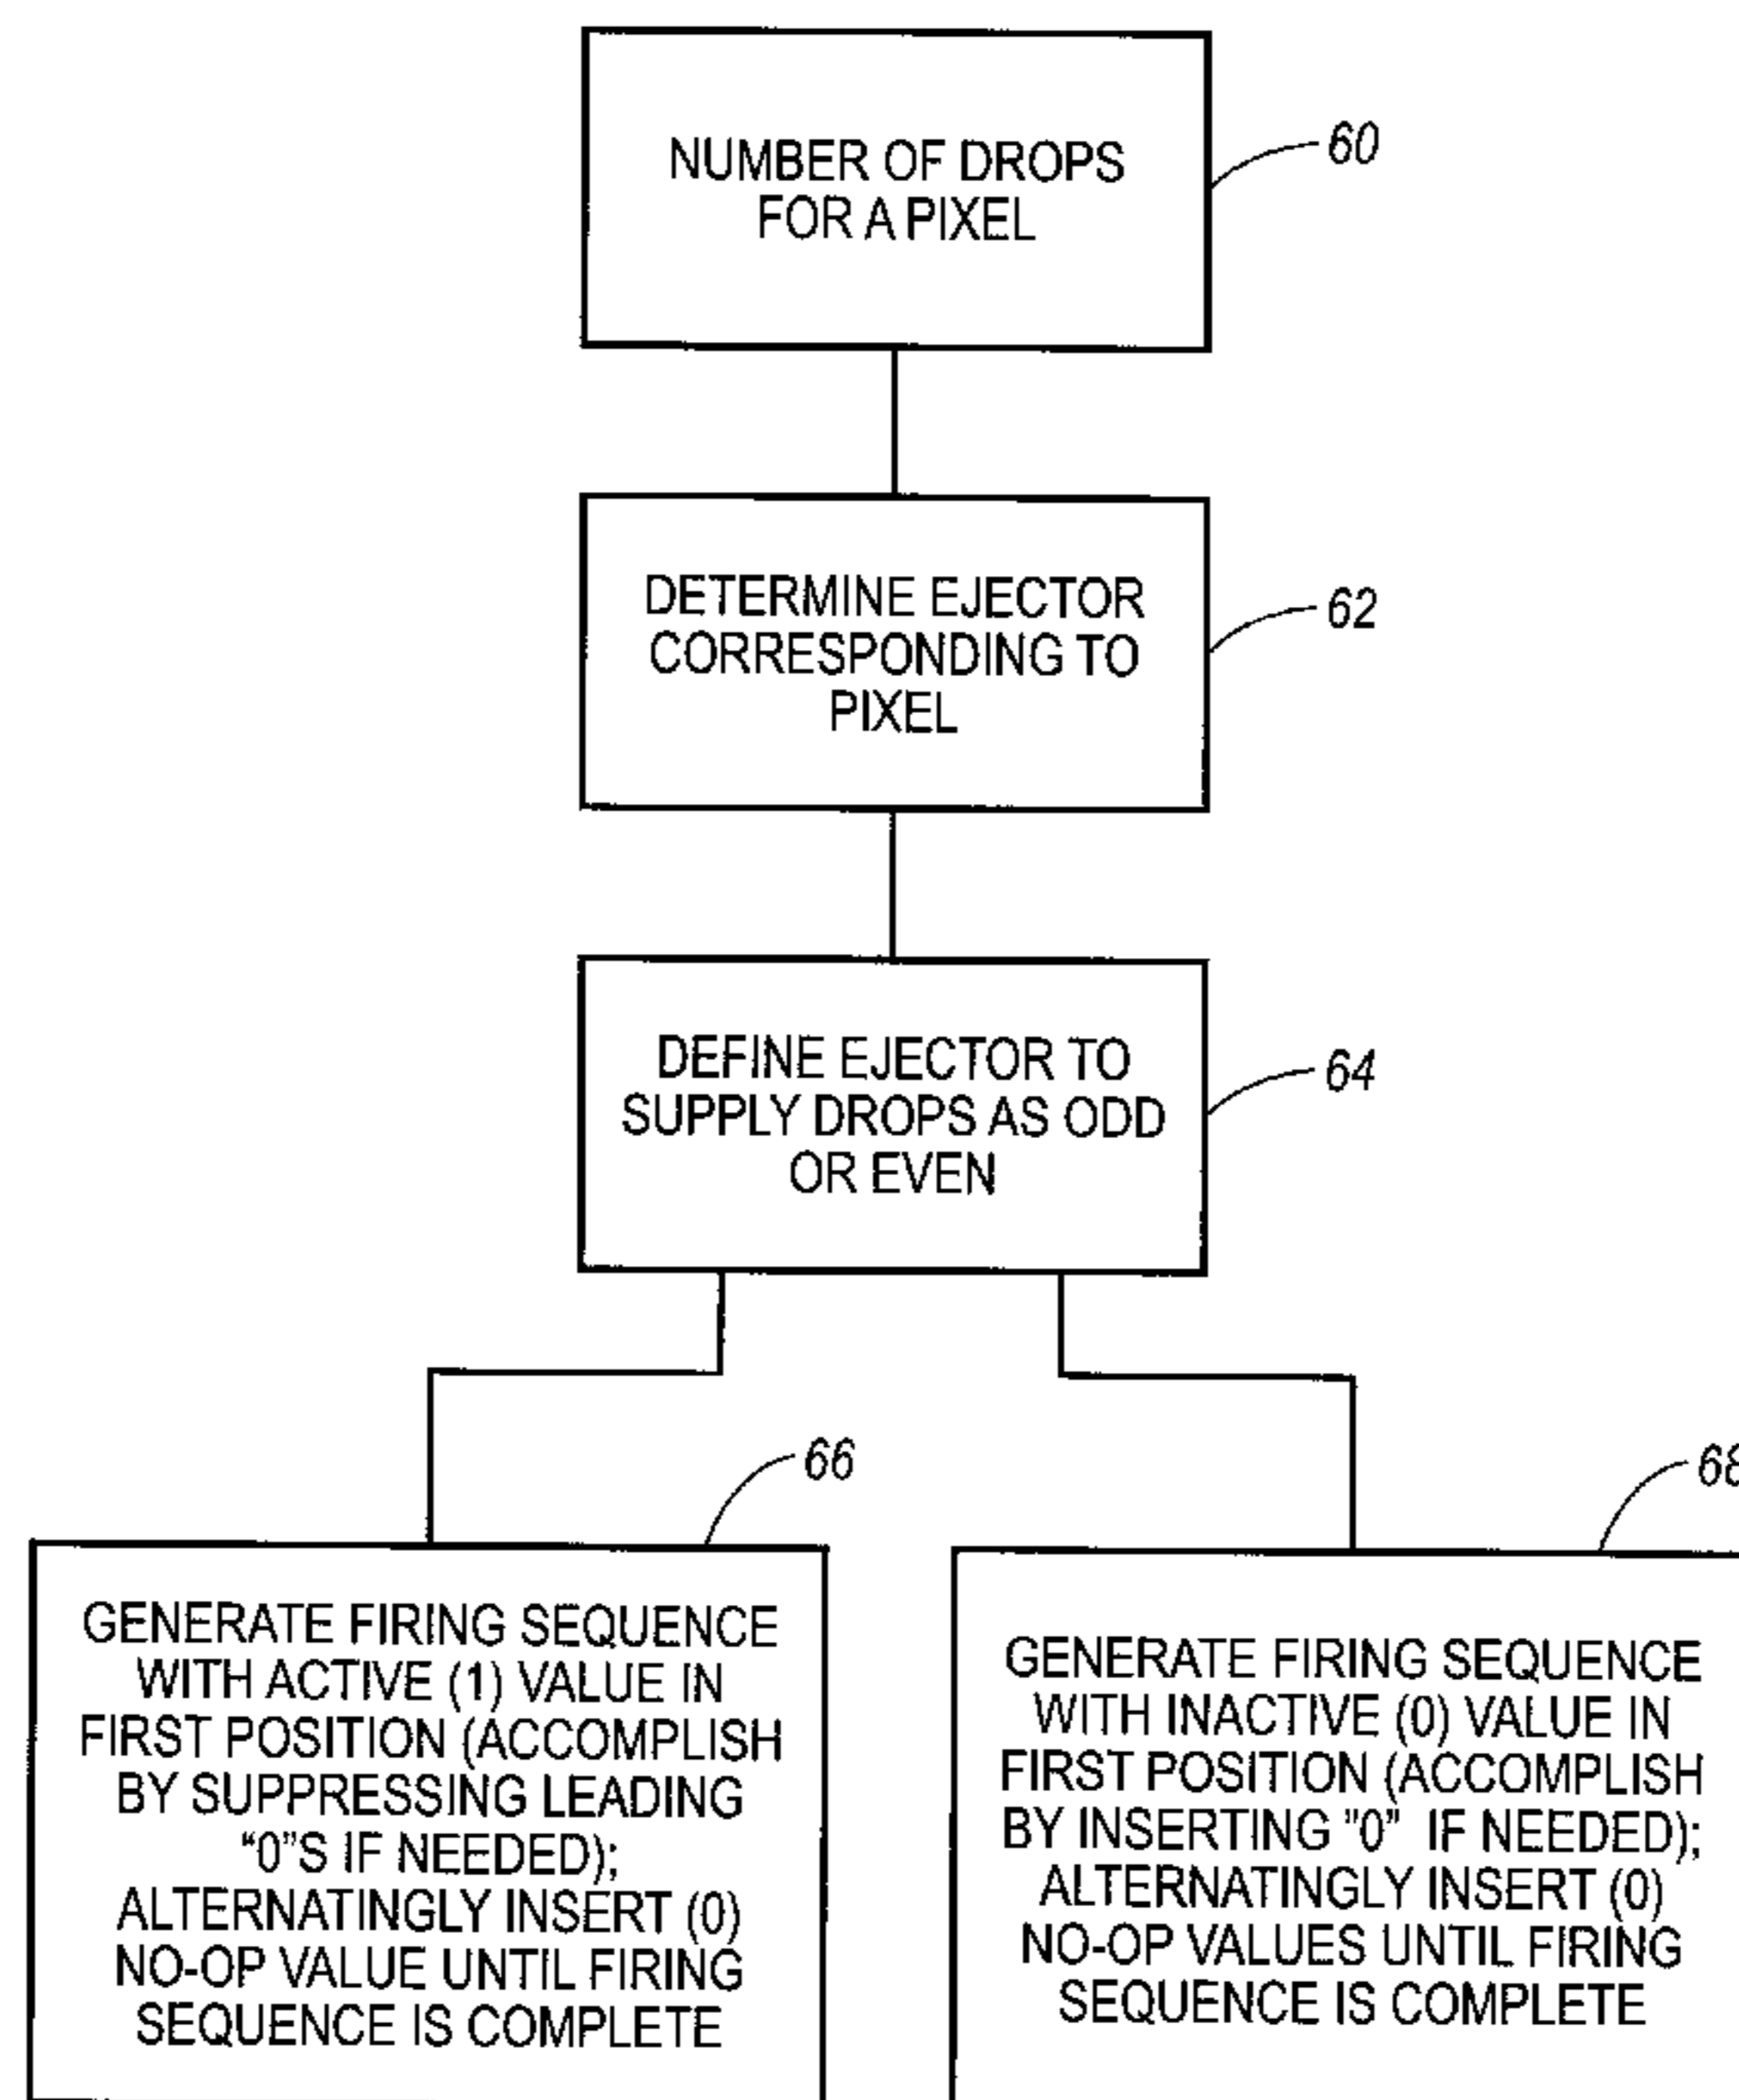 NUMBER OF DROPS
FOR A PIXEL
60
DETERMINE EJECTOR
CORRESPONDING TO
PIXEL
62
DEFINE EJECTOR TO
SUPPLY DROPS AS ODD
OR EVEN
64
66
GENERATE FIRING SEQUENCE
WITH ACTIVE (1) VALUE IN
FIRST POSITION (ACCOMPLISH
BY SUPPRESSING LEADING
“0”S IF NEEDED);
ALTERNATINGLY INSERT (0)
NO-OP VALUE UNTIL FIRING
SEQUENCE IS COMPLETE
68
GENERATE FIRING SEQUENCE
WITH INACTIVE (0) VALUE IN
FIRST POSITION (ACCOMPLISH
BY INSERTING ”0” IF NEEDED);
ALTERNATINGLY INSERT (0)
NO-OP VALUES UNTIL FIRING
SEQUENCE IS COMPLETE